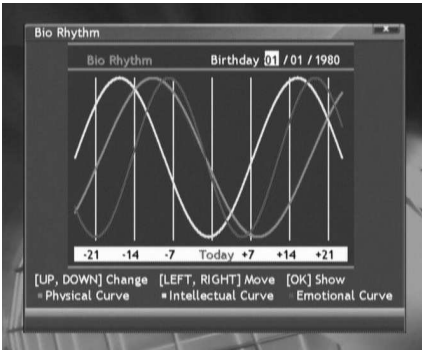 Bio Rhythm
Bio Rhythm Birthday 01 / 01 / 1980
-21 -14 -7 Today +7 +14 +21
[UP, DOWN] Change [LEFT, RIGHT] Move [OK] Show
Physical Curve Intellectual Curve Emotional Curve